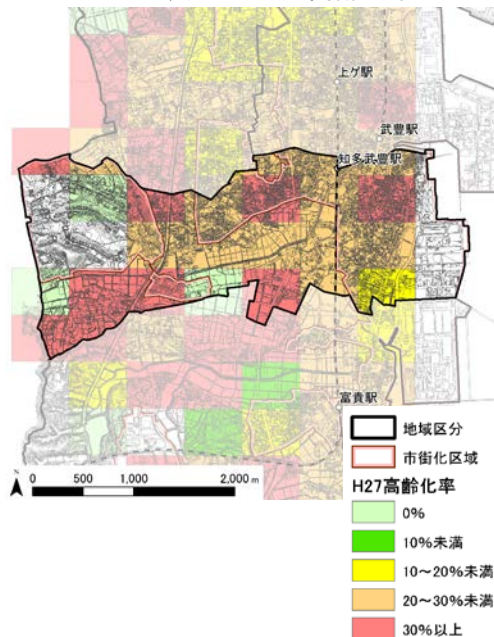 上ゲ駅
武豊駅
知多武豊駅
富貴駅
N
0 500 1,000 2,000 m
地域区分
市街化区域
H27高齢化率
0%
10%未満
10~20%未満
20~30%未満
30%以上